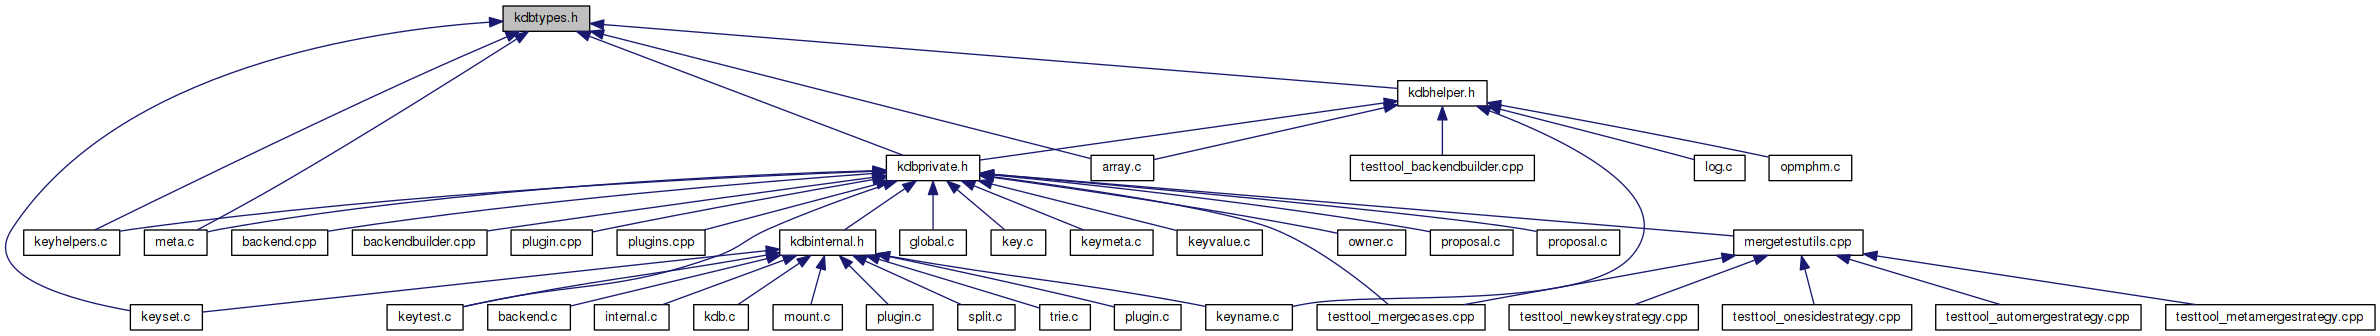 kdbtypes.h
kdbhelper.h
kdbprivate.h
array.c
testtool_backendbuilder.cpp
log.c
opmphm.c
keyhelpers.c
meta.c
backend.cpp
backendbuilder.cpp
plugin.cpp
plugins.cpp
kdbinternal.h
global.c
key.c
keymeta.c
keyvalue.c
owner.c
proposal.c
proposal.c
mergetestutils.cpp
keyset.c
keytest.c
backend.c
internal.c
kdb.c
mount.c
plugin.c
split.c
trie.c
plugin.c
keyname.c
testtool_mergecases.cpp
testtool_newkeystrategy.cpp
testtool_onesidestrategy.cpp
testtool_automergestrategy.cpp
testtool_metamergestrategy.cpp